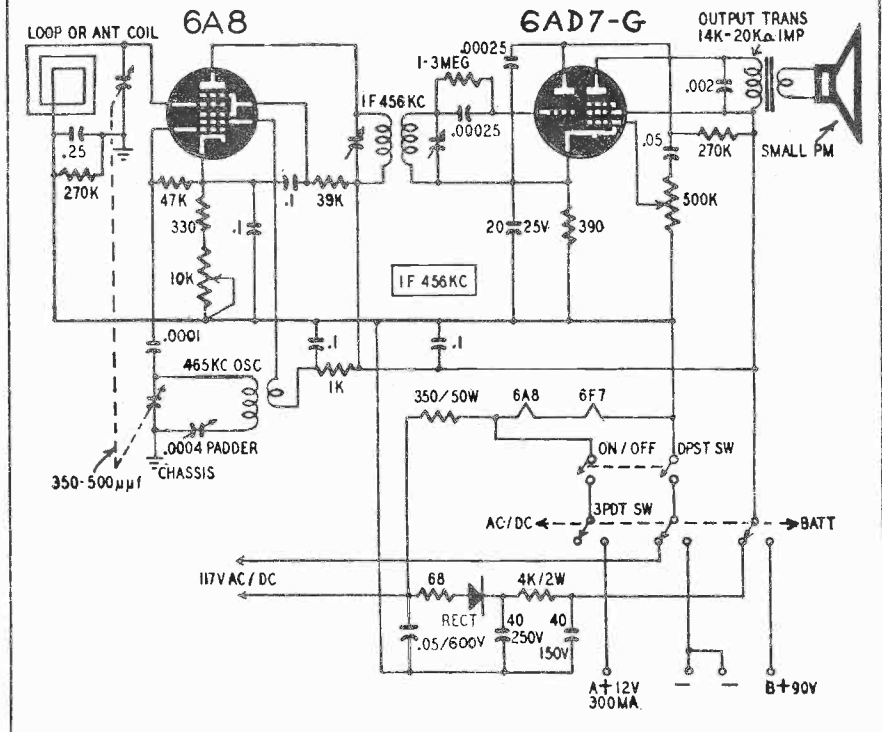 6A8
6AD7-G
LOOP OR ANT COIL
OUTPUT TRANS
14K-20KΩ IMP
.00025
1-3MEG
.002
IF 456KC
.00025
.05
270K
SMALL PM
.25
270K
47K
.1
39K
500K
330
.1
20
25V
390
10K
IF 456KC
.0001
.1
.1
465KC OSC
1K
350/50W
6A8
6F7
.0004 PADDER
ON/OFF
DPST SW
CHASSIS
350-500μμf
3PDT SW
AC/DC
BATT
117V AC/DC
68
4K/2W
RECT
40
250V
40
150V
.05/600V
A+12V
300MA
—
—
B+90V